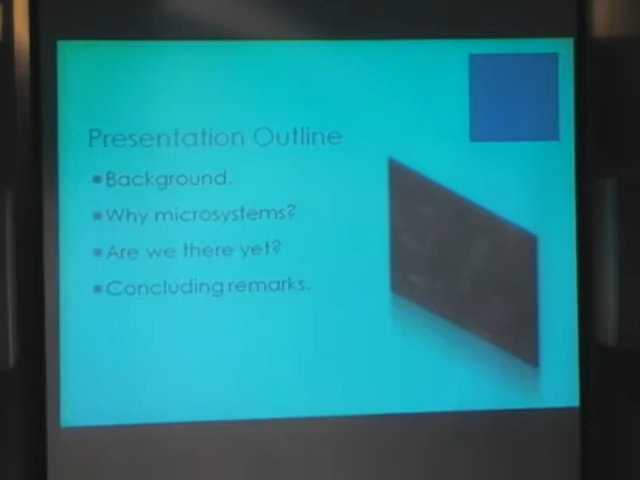 Presentation Outline
Background.
Why microsystems?
Are we there yet?
Concluding remarks.